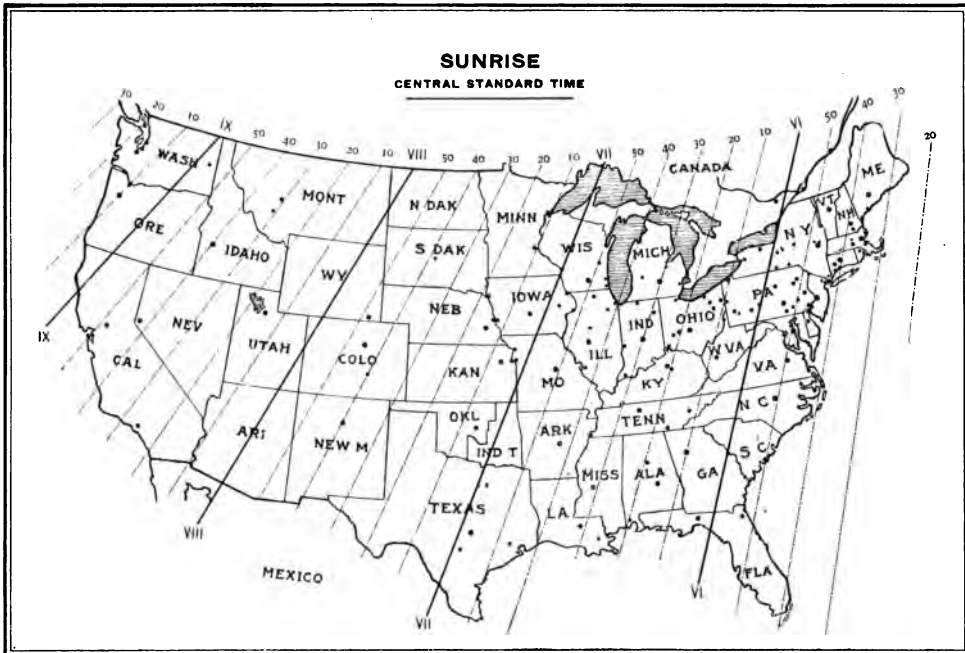 SUNRISE
CENTRAL STANDARD TIME
20 10 IX 50 40 30 20 10 VIII 50 40 30 20 10 VII 50 40 30 20 10 VI 50 40 30
20
CANADA
WASH
MONT
N DAK
MINN
ME
VT
NH
ORE
IDAHO
S DAK
WIS
MICH
N Y
WY
NEB
IOWA
PA
IX
NEV
UTAH
COLO
KAN
ILL
IND
OHIO
W VA
VA
CAL
MO
KY
N C
ARI
NEW M
OKL
IND T
ARK
TENN
S C
TEXAS
LA
MISS
ALA
GA
VIII
MEXICO
FLA
VI
VII